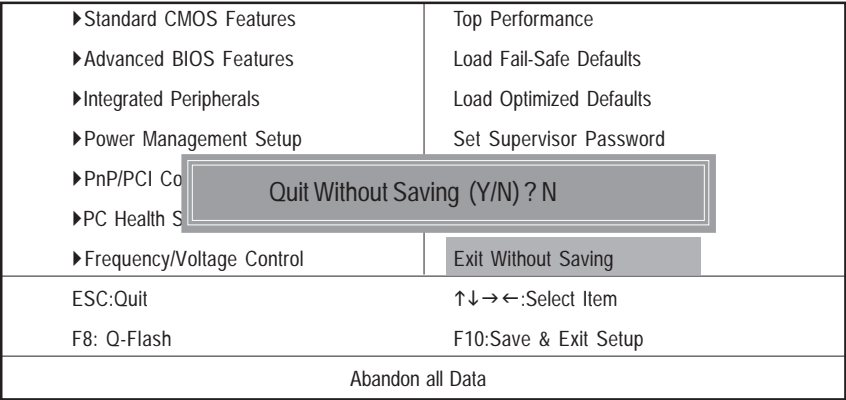 ▶Standard CMOS Features
Top Performance
▶Advanced BIOS Features
Load Fail-Safe Defaults
▶Integrated Peripherals
Load Optimized Defaults
▶Power Management Setup
Set Supervisor Password
▶PnP/PCI Co
Quit Without Saving (Y/N) ? N
▶PC Health S
▶Frequency/Voltage Control
Exit Without Saving
ESC:Quit
↑↓→←:Select Item
F8: Q-Flash
F10:Save & Exit Setup
Abandon all Data